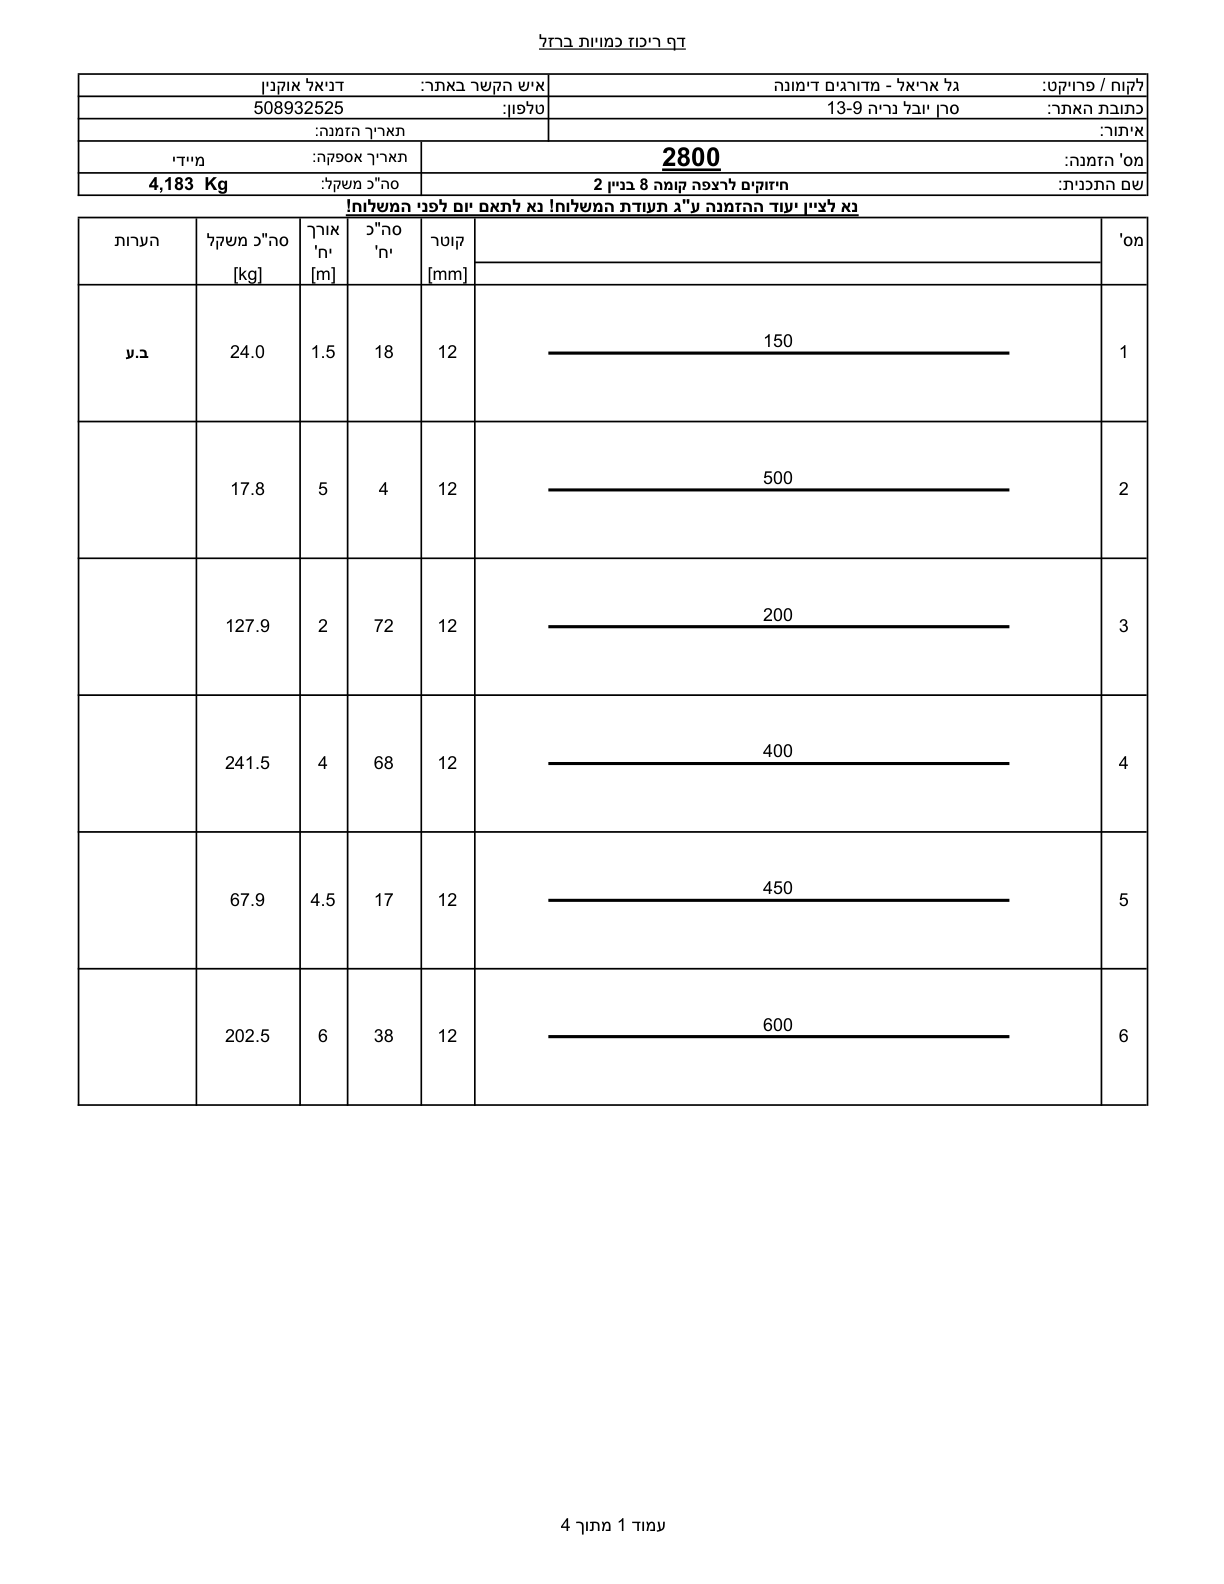 דף ריכוז כמויות ברזל
לקוח / פרויקט: גל אריאל - מדורגים דימונה איש הקשר באתר: דניאל אוקנין
כתובת האתר: סרן יובל נריה 13-9 טלפון: 508932525
איתור: תאריך הזמנה:
מס' הזמנה: 2800 תאריך אספקה: מיידי
שם התכנית: חיזוקים לרצפה קומה 8 בניין 2 סה"כ משקל: 4,183 Kg
נא לציין יעוד ההזמנה ע"ג תעודת המשלוח! נא לתאם יום לפני המשלוח!
מס' קוטר [mm] סה"כ יח' אורך יח' [m] סה"כ משקל [kg] הערות
1 150 12 18 1.5 24.0 ב.ע
2 500 12 4 5 17.8
3 200 12 72 2 127.9
4 400 12 68 4 241.5
5 450 12 17 4.5 67.9
6 600 12 38 6 202.5
עמוד 1 מתוך 4